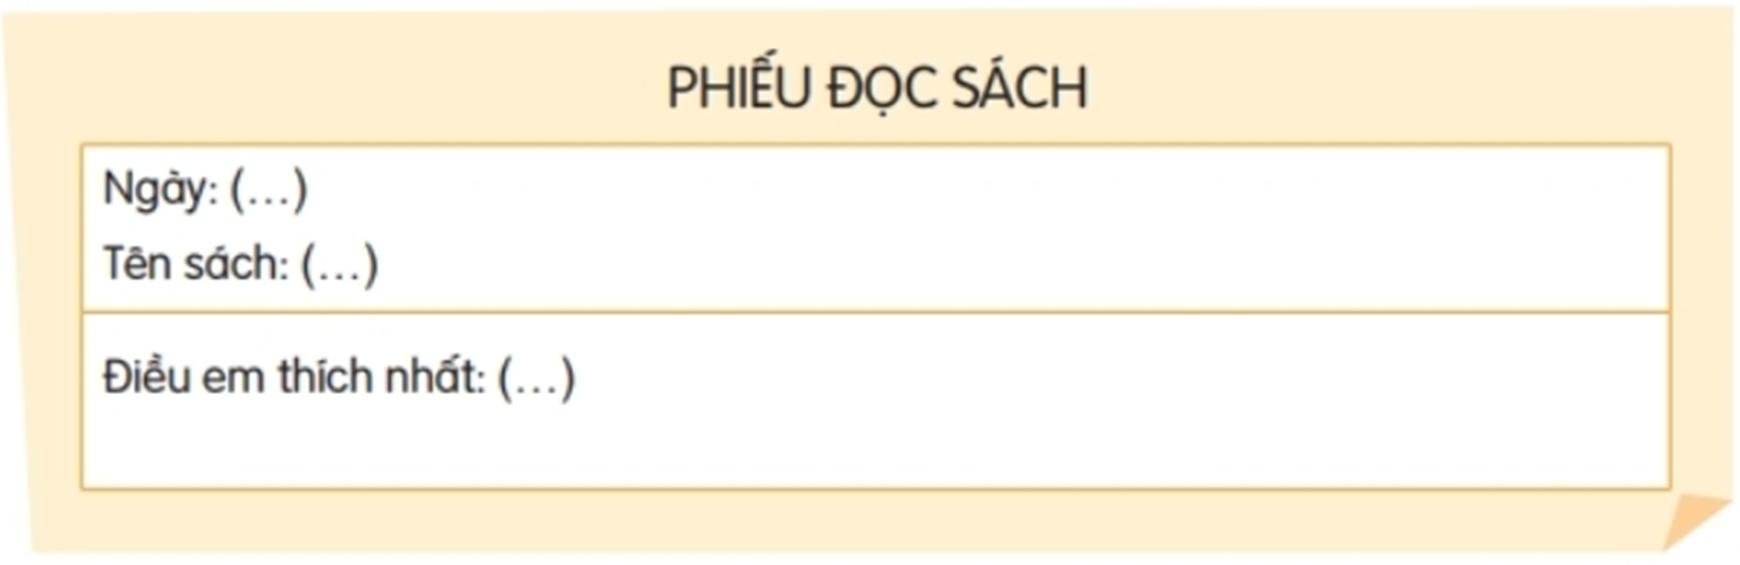 PHIẾU ĐỌC SÁCH
Ngày: (...)
Tên sách: (...)
Điều em thích nhất: (...)